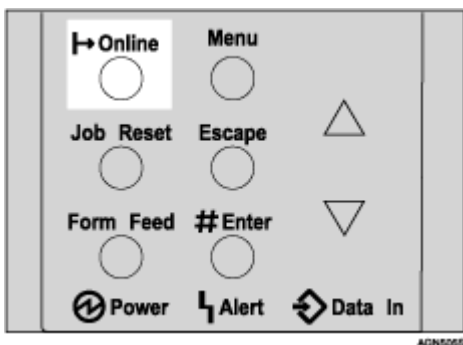 Online Menu
Job Reset Escape
Form Feed # Enter
Power Alert Data In